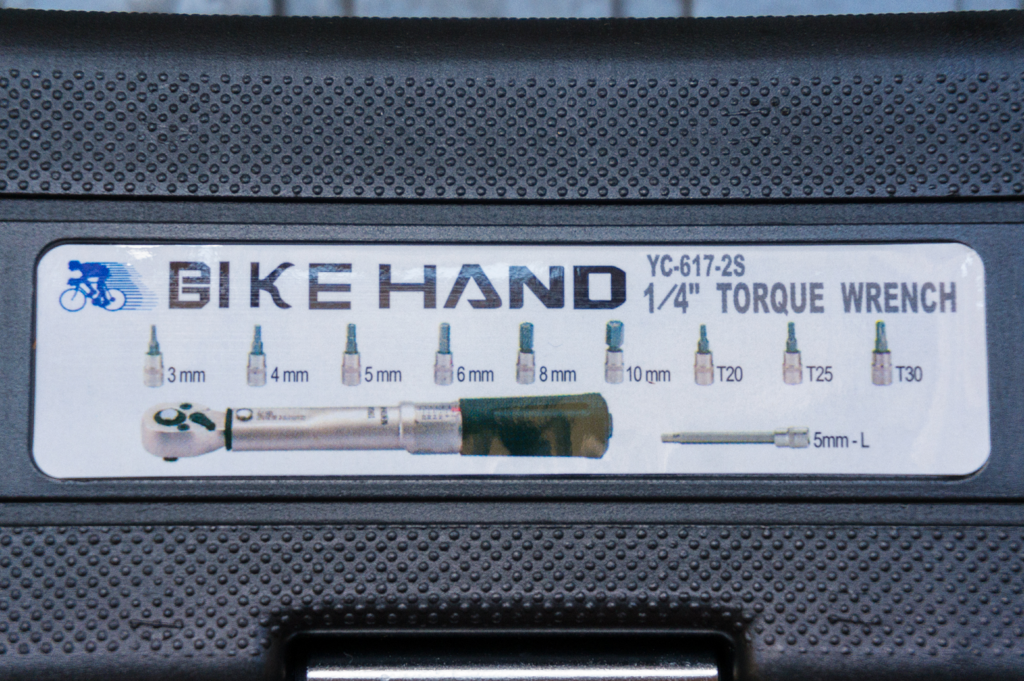 BIKE HAND
YC-617-2S
1/4" TORQUE WRENCH
3 mm 4 mm 5 mm 6 mm 8 mm 10 mm T20 T25 T30
5mm - L